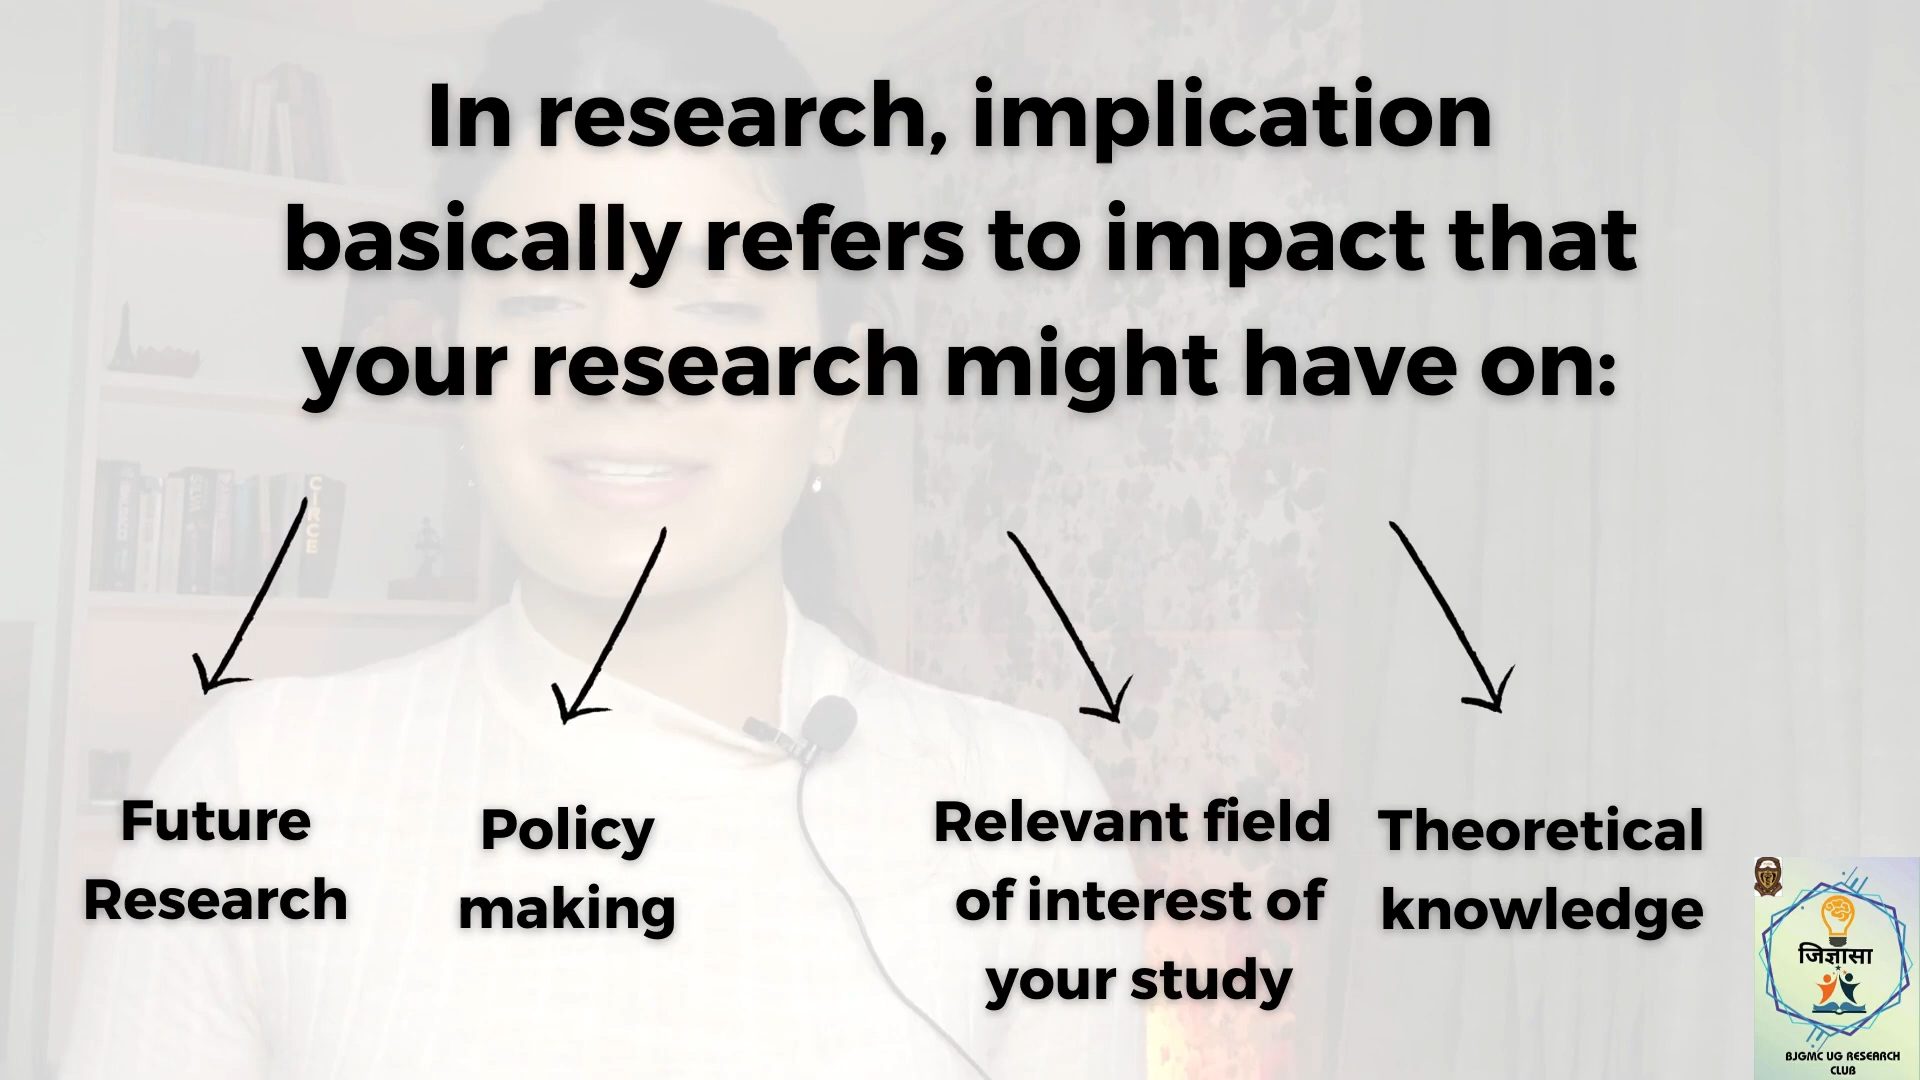 In research, implication
basically refers to impact that
your research might have on:
CIRCE
Future
Research
Policy
making
Relevant field
of interest of
your study
Theoretical
knowledge
जिज्ञासा
BJGMC UG RESEARCH
CLUB